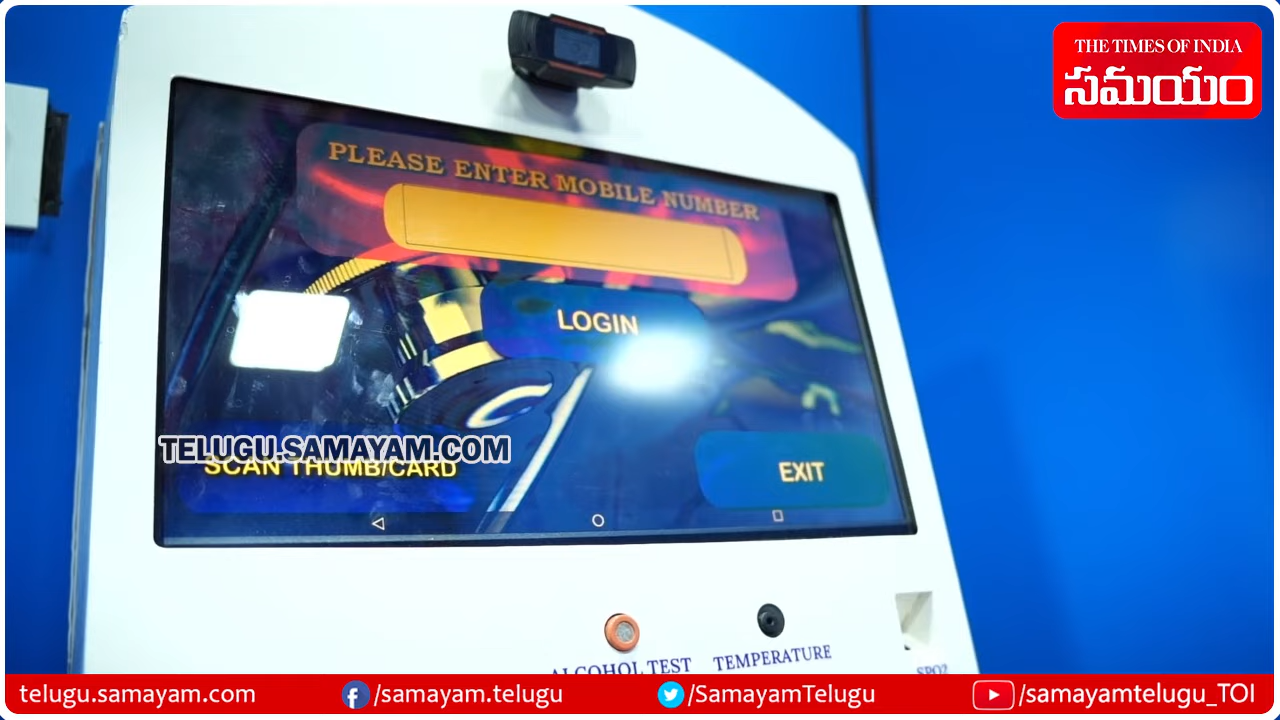 THE TIMES OF INDIA
సమయం
PLEASE ENTER MOBILE NUMBER
LOGIN
TELUGU.SAMAYAM.COM
SCAN THUMB/CARD
EXIT
ALCOHOL TEST
TEMPERATURE
SPO2
telugu.samayam.com
/samayam.telugu
/SamayamTelugu
/samayamtelugu_TOI